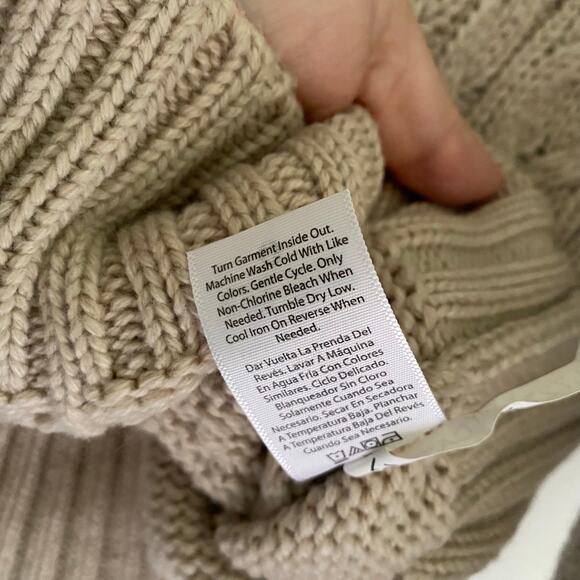 Turn Garment Inside Out.
Machine Wash Cold With Like
Colors. Gentle Cycle. Only
Non-Chlorine Bleach When
Needed. Tumble Dry Low.
Cool Iron On Reverse When
Needed.
Dar Vuelta La Prenda Del
Revés. Lavar A Máquina
En Agua Fría Con Colores
Similares. Ciclo Delicado.
Blanqueador Sin Cloro
Solamente Cuando Sea
Necesario. Secar En Secadora
A Temperatura Baja. Planchar
A Temperatura Baja Del Revés
Cuando Sea Necesario.